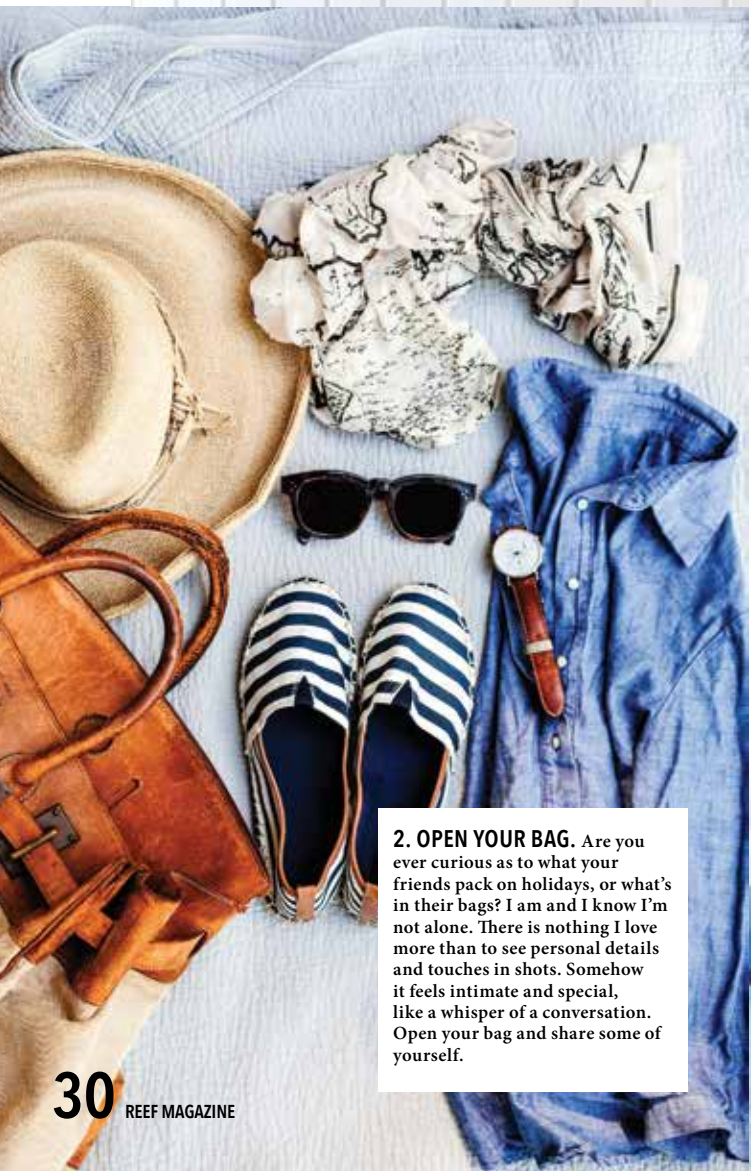 2. OPEN YOUR BAG. Are you
ever curious as to what your
friends pack on holidays, or what’s
in their bags? I am and I know I’m
not alone. There is nothing I love
more than to see personal details
and touches in shots. Somehow
it feels intimate and special,
like a whisper of a conversation.
Open your bag and share some of
yourself.
30 REEF MAGAZINE